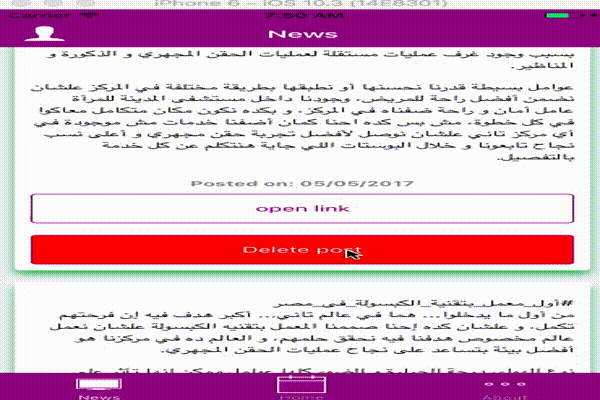 iPhone 6 – iOS 10.3 (14E8301)
Carrier 7:50 AM
News
بسبب وجود غرف عمليات مستقلة لعمليات الحقن المجهري و الذكورة و
المناظير.
عوامل بسيطة قدرنا نحسنها أو نطبقها بطريقة مختلفة في المركز علشان
نضمن أفضل راحة للمريض، وجودنا داخل مستشفى المدينة للمرأة
عامل أمان و راحة ضفناه في المركز، و بكده نكون مكان متكامل معاكوا
في كل خطوة، مش بس كده احنا كمان أضفنا خدمات مش موجودة في
أي مركز تاني علشان نوصل لأفضل تجربة حقن مجهري و أعلى نسب
نجاح تابعونا و خلال البوستات اللي جاية هنتكلم عن كل خدمة
بالتفصيل.
Posted on: 05/05/2017
open link
Delete post
#أول_معمل_بتقنية_الكبسولة_في_مصر
من أول ما يدخلوا... هما في عالم تاني... أكبر هدف فيه إن فرحتهم
تكمل، و علشان كده إحنا صممنا المعمل بتقنيه الكبسولة علشان نعمل
عالم مخصوص هدفنا فيه نحقق حلمهم، و العالم ده في مركزنا هو
أفضل بيئة بتساعد على نجاح عمليات الحقن المجهري.
News
Home
About